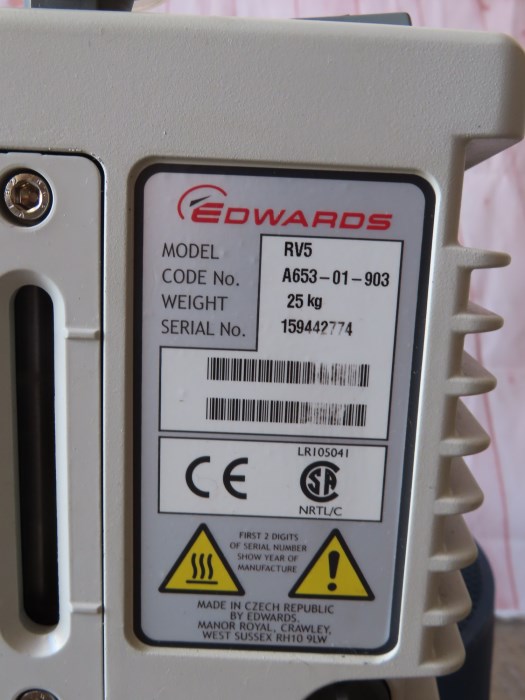 EDWARDS
MODEL RV5
CODE No. A653-01-903
WEIGHT 25 kg
SERIAL No. 159442774
LR105041
CE SA
NRTL/C
FIRST 2 DIGITS
OF SERIAL NUMBER
SHOW YEAR OF
MANUFACTURE
MADE IN CZECH REPUBLIC
BY EDWARDS,
MANOR ROYAL, CRAWLEY,
WEST SUSSEX RH10 9LW